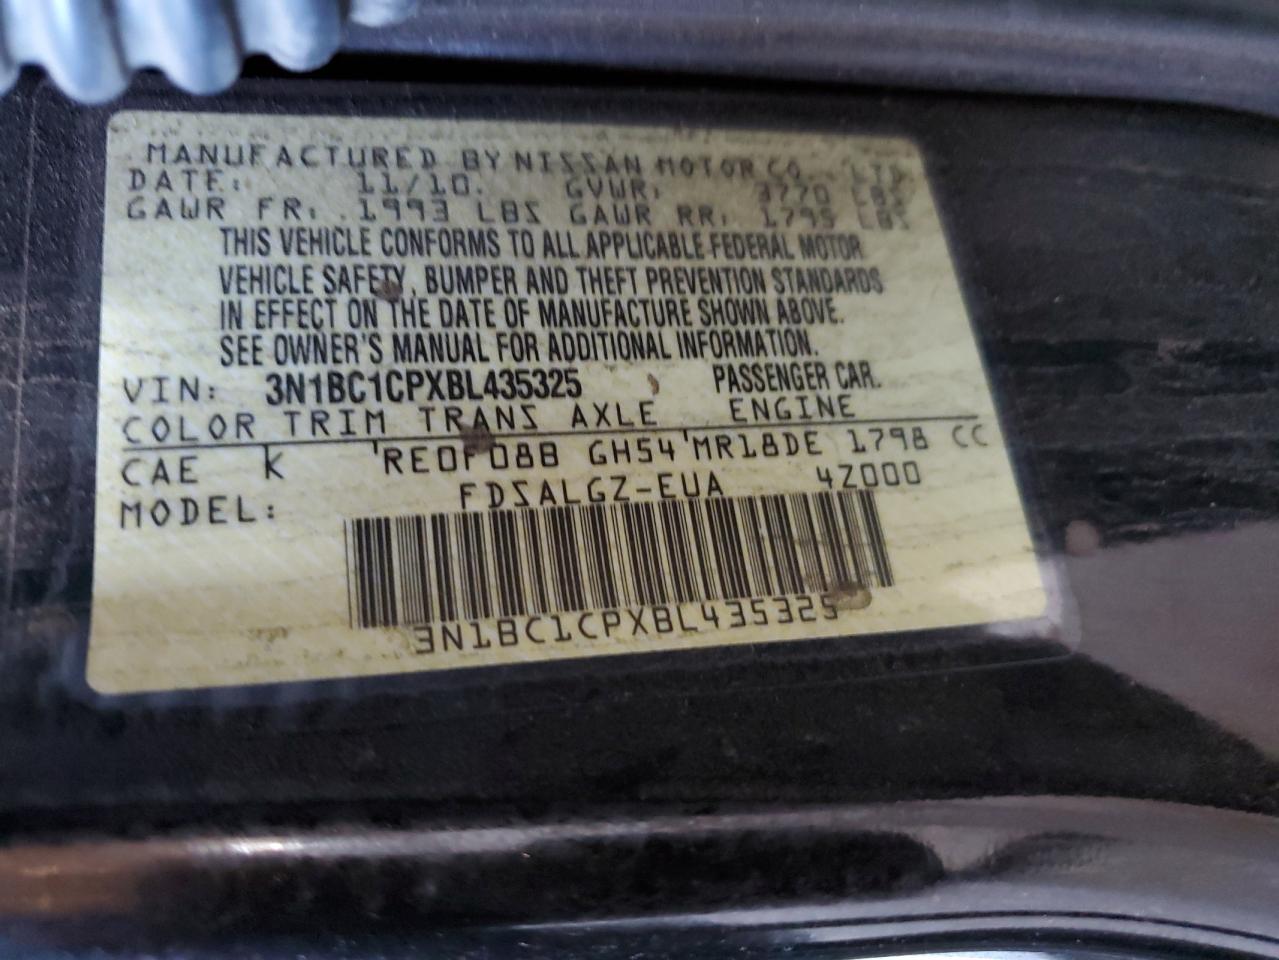 MANUFACTURED BY NISSAN MOTOR CO., LTD
DATE: 11/10. GVWR: 3770 LBS
GAWR FR: 1993 LBS GAWR RR: 1795 LBS
THIS VEHICLE CONFORMS TO ALL APPLICABLE FEDERAL MOTOR
VEHICLE SAFETY, BUMPER AND THEFT PREVENTION STANDARDS
IN EFFECT ON THE DATE OF MANUFACTURE SHOWN ABOVE.
SEE OWNER'S MANUAL FOR ADDITIONAL INFORMATION.
VIN: 3N1BC1CPXBL435325 PASSENGER CAR.
COLOR TRIM TRANS AXLE ENGINE
CAE K RE0F08B GH54 MR18DE 1798 CC
MODEL: FDSALGZ-EUA 4Z000
3N1BC1CPXBL435325